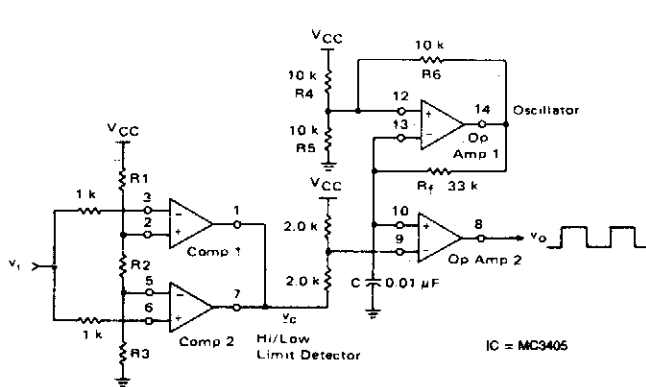 VCC
10 k
R4
10 k
R5
10 k
R6
12
13
14
+
−
Op
Amp 1
Oscillator
Rf 33 k
VCC
R1
1 k
3
2
−
+
1
Comp 1
R2
v1
5
6
−
+
7
Comp 2
1 k
R3
Hi/Low
Limit Detector
vC
VCC
2.0 k
2.0 k
10
9
+
−
8
Op Amp 2
vO
C 0.01 µF
IC = MC3405